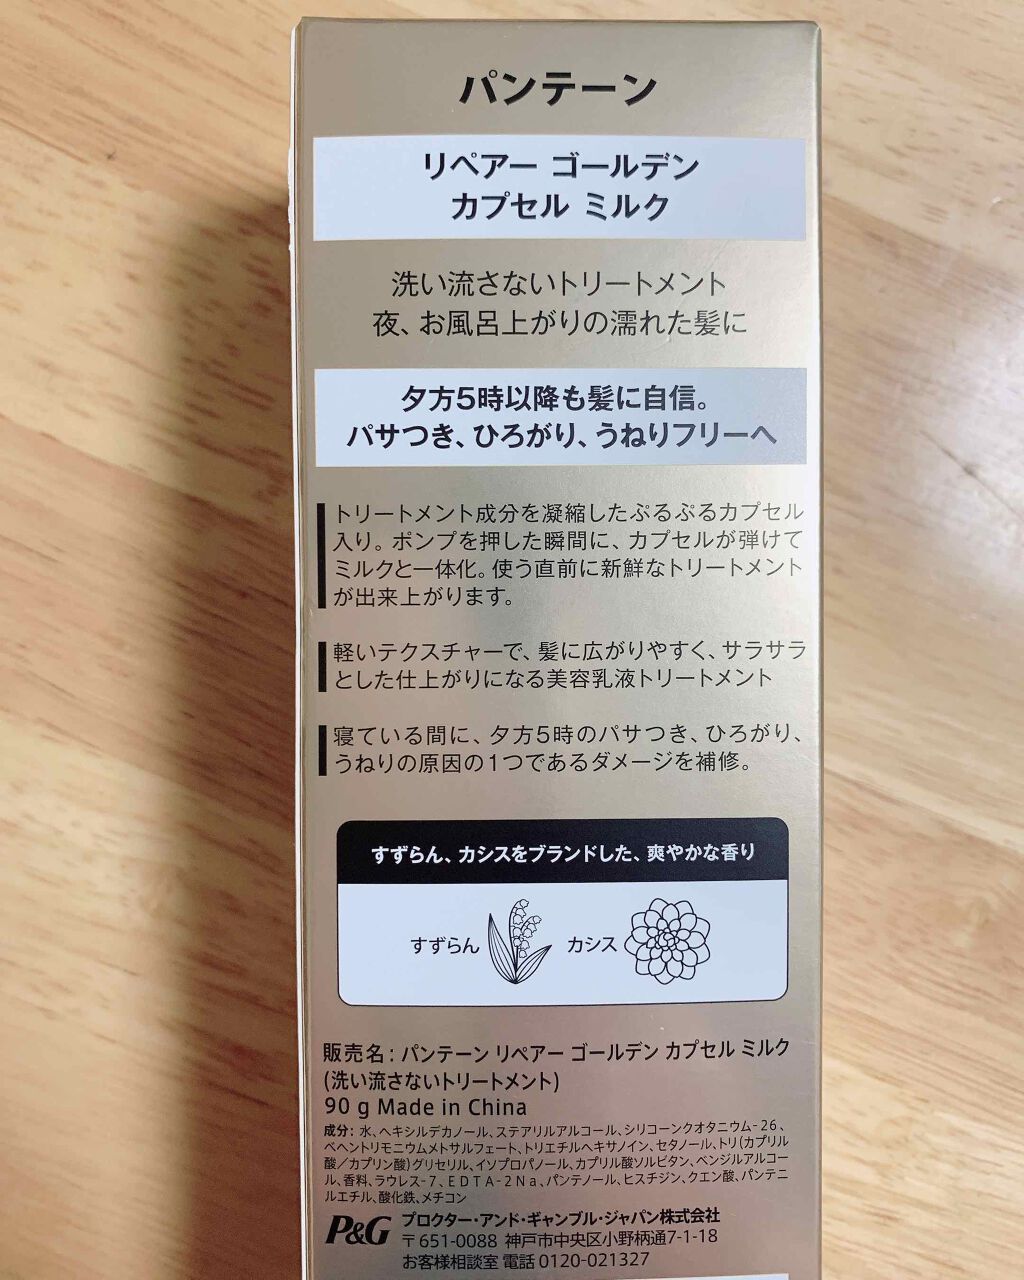 パンテーン
リペアー ゴールデン
カプセル ミルク
洗い流さないトリートメント
夜、お風呂上がりの濡れた髪に
夕方5時以降も髪に自信。
パサつき、ひろがり、うねりフリーへ
トリートメント成分を凝縮したぷるぷるカプセル
入り。ポンプを押した瞬間に、カプセルが弾けて
ミルクと一体化。使う直前に新鮮なトリートメント
が出来上がります。
軽いテクスチャーで、髪に広がりやすく、サラサラ
とした仕上がりになる美容乳液トリートメント
寝ている間に、夕方5時のパサつき、ひろがり、
うねりの原因の1つであるダメージを補修。
すずらん、カシスをブランドした、爽やかな香り
すずらん カシス
販売名：パンテーン リペアー ゴールデン カプセル ミルク
(洗い流さないトリートメント)
90 g Made in China
成分：水、ヘキシルデカノール、ステアリルアルコール、シリコーンクオタニウム-26、
ベヘントリモニウムメトサルフェート、トリエチルヘキサノイン、セタノール、トリ(カプリル
酸／カプリン酸)グリセリル、イソプロパノール、カプリル酸ソルビタン、ベンジルアルコー
ル、香料、ラウレス-7、EDTA-2Na、パンテノール、ヒスチジン、クエン酸、パンテニ
ルエチル、酸化鉄、メチコン
P&G プロクター・アンド・ギャンブル・ジャパン株式会社
〒651-0088 神戸市中央区小野柄通7-1-18
お客様相談室 電話 0120-021327